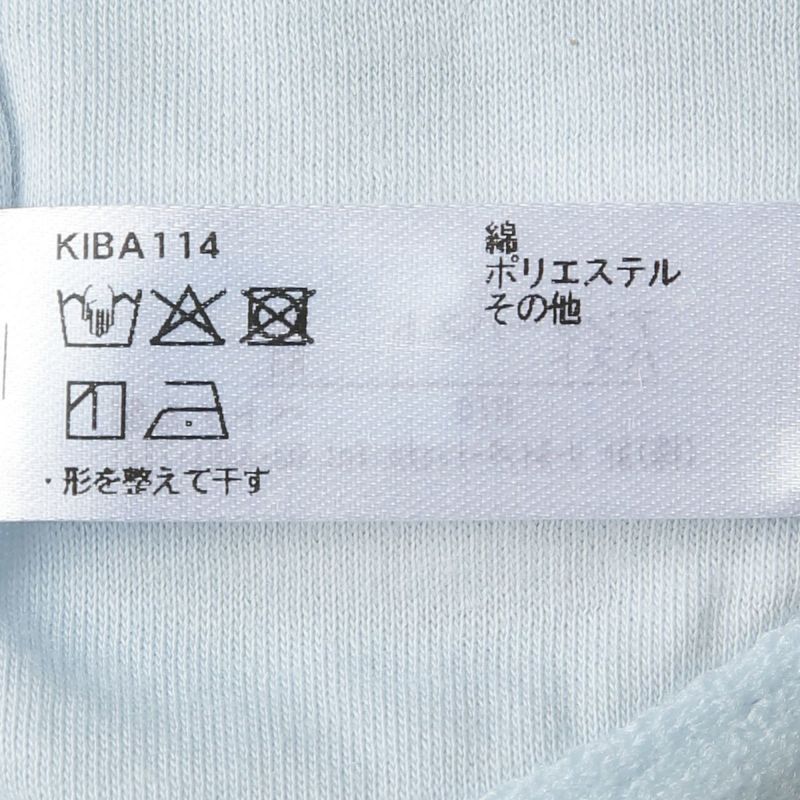 KIBA114
綿
ポリエステル
その他
・形を整えて干す